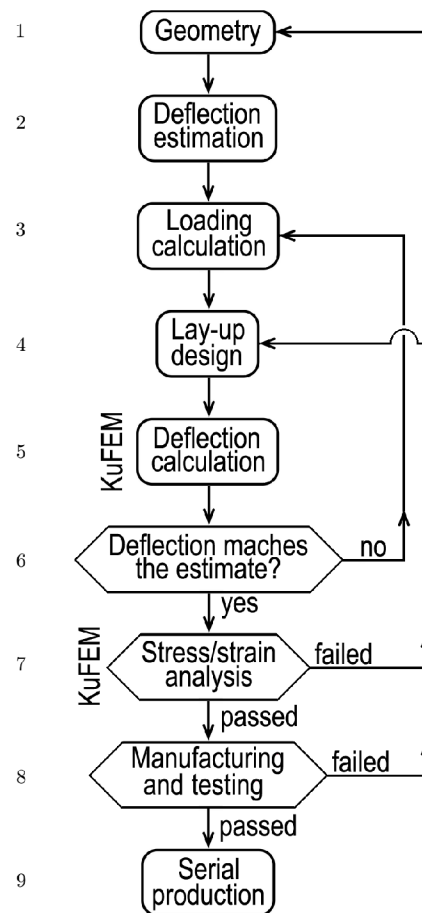 1
Geometry
2
Deflection
estimation
3
Loading
calculation
4
Lay-up
design
KuFEM
5
Deflection
calculation
6
Deflection maches
the estimate?
no
yes
KuFEM
7
Stress/strain
analysis
failed
passed
8
Manufacturing
and testing
failed
passed
9
Serial
production